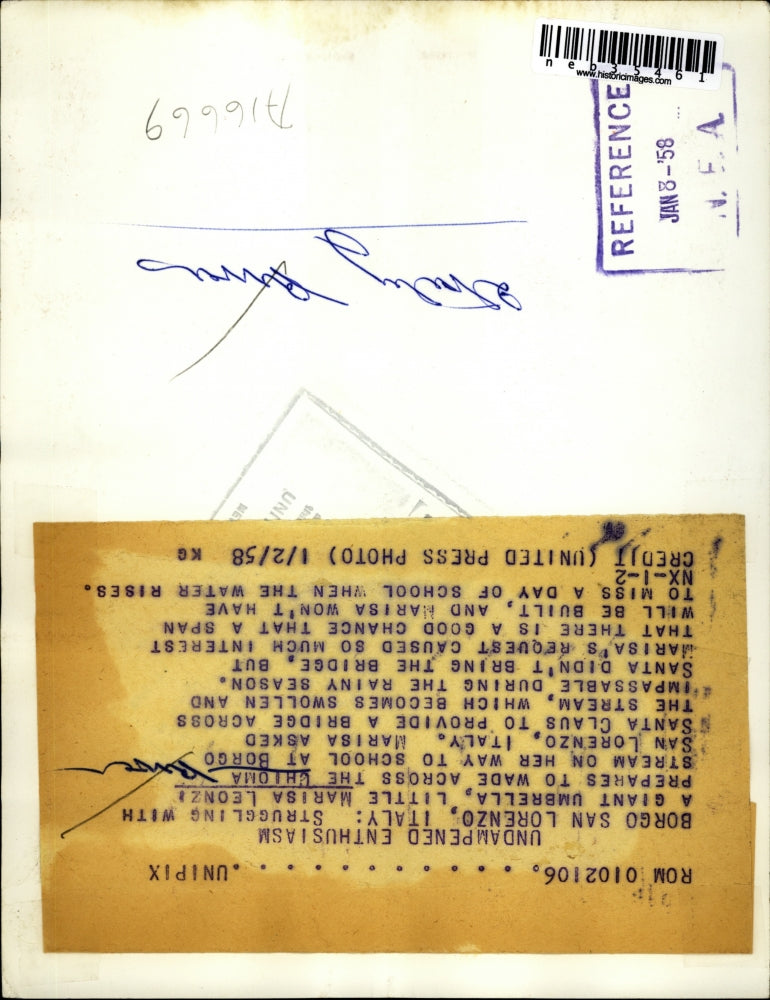 neb35461
www.historicimages.com
REFERENCE
JAN 8-'58
N. E. A.
A16669
Italy Rivers
ROM 0102106. . . . . . . . . . . . .UNIPIX
UNDAMPENED ENTHUSIASM
BORGO SAN LORENZO, ITALY: STRUGGLING WITH
A GIANT UMBRELLA, LITTLE MARISA LEONZI
PREPARES TO WADE ACROSS THE CHIOMA
STREAM ON HER WAY TO SCHOOL AT BORGO
SAN LORENZO, ITALY. MARISA ASKED
SANTA CLAUS TO PROVIDE A BRIDGE ACROSS
THE STREAM, WHICH BECOMES SWOLLEN AND
IMPASSABLE DURING THE RAINY SEASON.
SANTA DIDN'T BRING THE BRIDGE, BUT
MARISA'S REQUEST CAUSED SO MUCH INTEREST
THAT THERE IS A GOOD CHANCE THAT A SPAN
WILL BE BUILT, AND MARISA WON'T HAVE
TO MISS A DAY OF SCHOOL WHEN THE WATER RISES.
NX-1-2
CREDIT (UNITED PRESS PHOTO) 1/2/58 KG